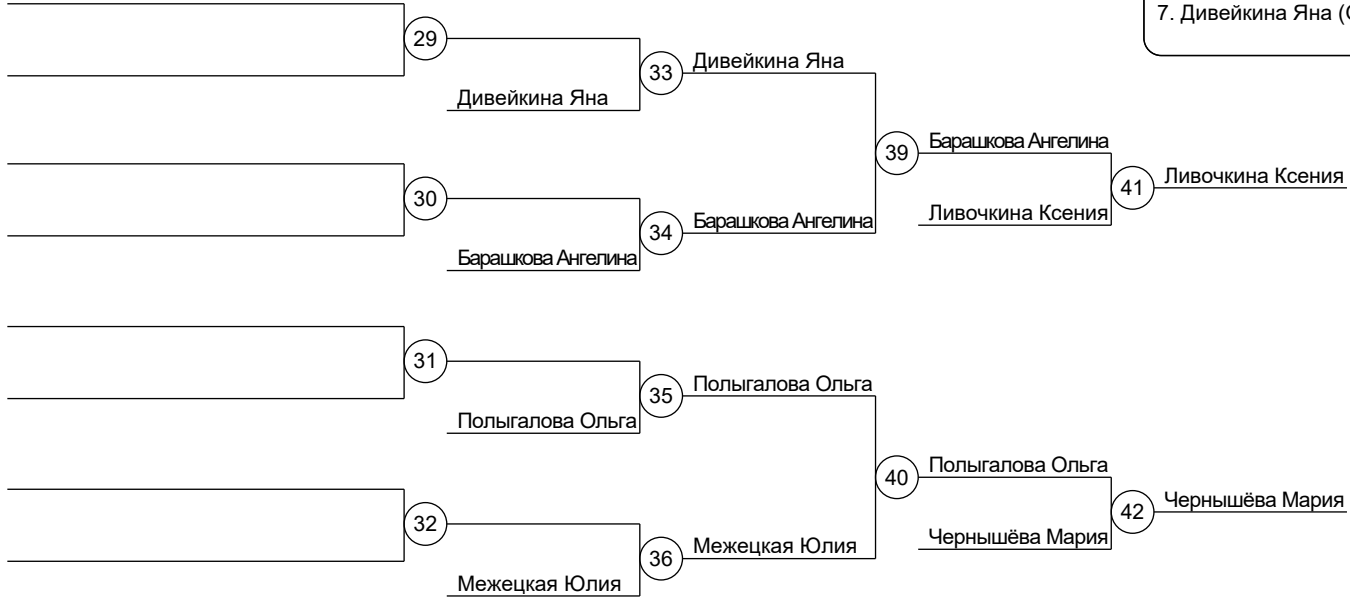 7. Дивейкина Яна (
29
33
Дивейкина Яна
Дивейкина Яна
39
Барашкова Ангелина
41
Ливочкина Ксения
30
34
Барашкова Ангелина
Ливочкина Ксения
Барашкова Ангелина
31
35
Полыгалова Ольга
Полыгалова Ольга
40
Полыгалова Ольга
42
Чернышёва Мария
32
36
Межецкая Юлия
Чернышёва Мария
Межецкая Юлия